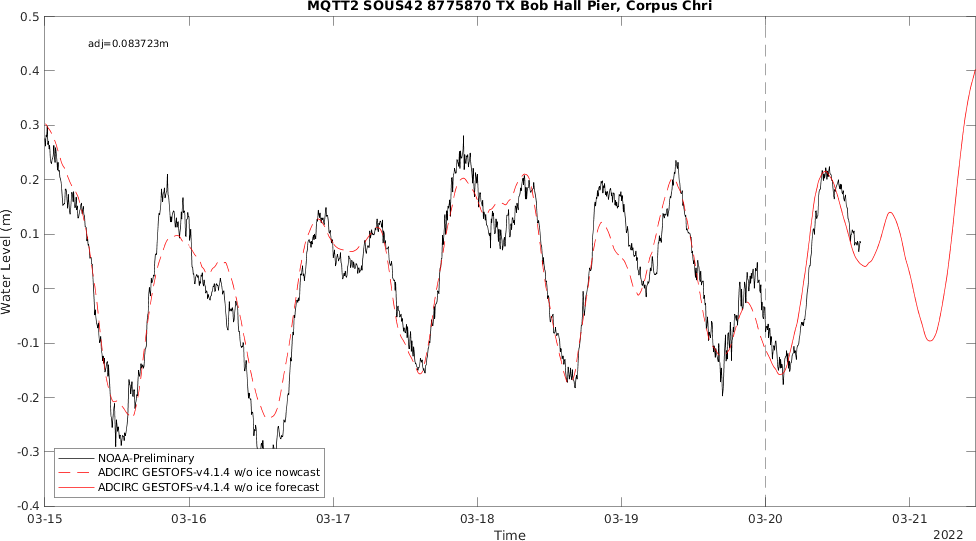 MQTT2 SOUS42 8775870 TX Bob Hall Pier, Corpus Chri
adj=0.083723m
0.5
0.4
0.3
0.2
0.1
0
-0.1
-0.2
-0.3
-0.4
Water Level (m)
NOAA-Preliminary
ADCIRC GESTOFS-v4.1.4 w/o ice nowcast
ADCIRC GESTOFS-v4.1.4 w/o ice forecast
03-15
03-16
03-17
03-18
03-19
03-20
03-21
Time
2022